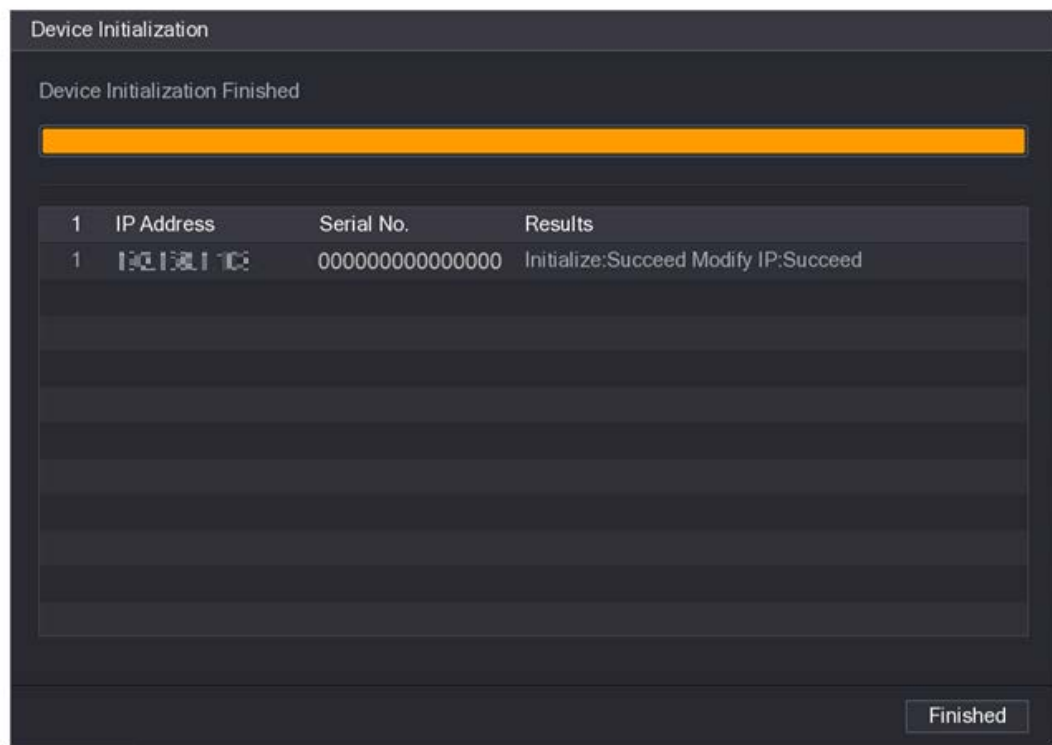 Device Initialization
Device Initialization Finished
1 IP Address Serial No. Results
1 000000000000000 Initialize:Succeed Modify IP:Succeed
Finished